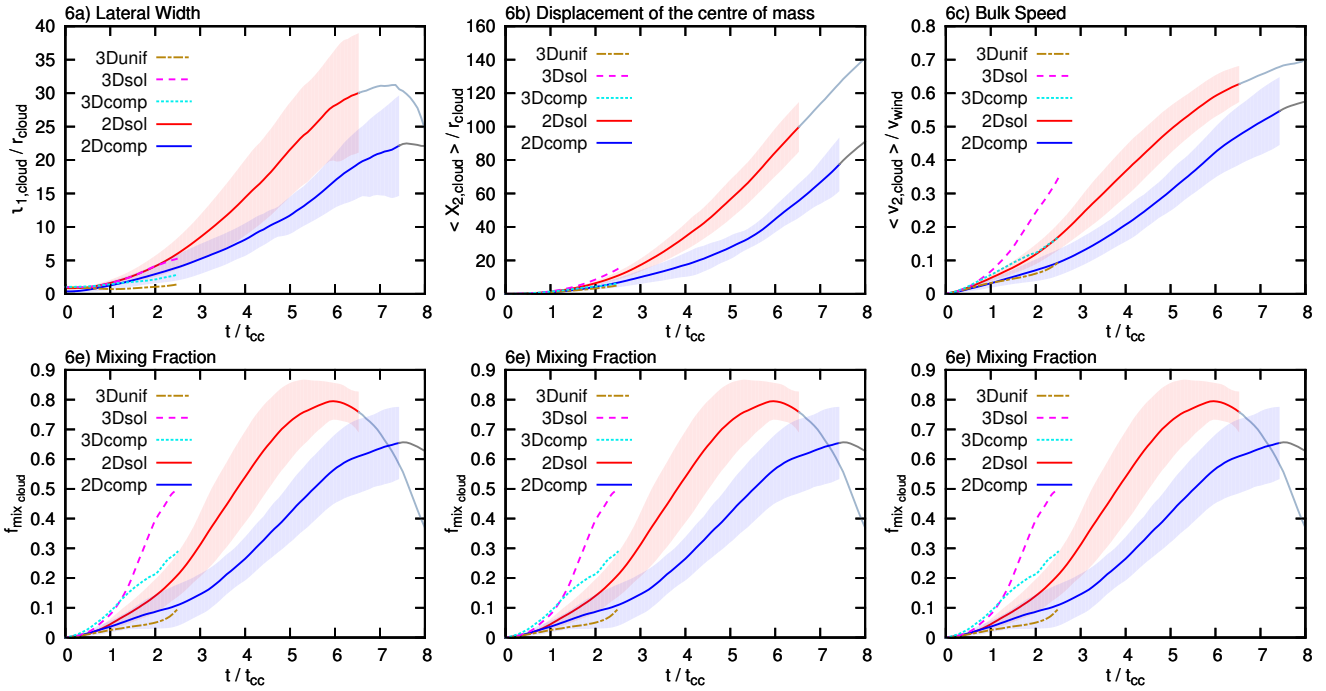 6a) Lateral Width
ι1,cloud / rcloud
40
35
30
25
20
15
10
5
0
3Dunif
3Dsol
3Dcomp
2Dsol
2Dcomp
0 1 2 3 4 5 6 7 8
t / tcc
6b) Displacement of the centre of mass
< X2,cloud > / rcloud
160
140
120
100
80
60
40
20
0
3Dunif
3Dsol
3Dcomp
2Dsol
2Dcomp
0 1 2 3 4 5 6 7 8
t / tcc
6c) Bulk Speed
< v2,cloud > / vwind
0.8
0.7
0.6
0.5
0.4
0.3
0.2
0.1
0
3Dunif
3Dsol
3Dcomp
2Dsol
2Dcomp
0 1 2 3 4 5 6 7 8
t / tcc
6e) Mixing Fraction
fmix cloud
0.9
0.8
0.7
0.6
0.5
0.4
0.3
0.2
0.1
0
3Dunif
3Dsol
3Dcomp
2Dsol
2Dcomp
0 1 2 3 4 5 6 7 8
t / tcc
6e) Mixing Fraction
fmix cloud
0.9
0.8
0.7
0.6
0.5
0.4
0.3
0.2
0.1
0
3Dunif
3Dsol
3Dcomp
2Dsol
2Dcomp
0 1 2 3 4 5 6 7 8
t / tcc
6e) Mixing Fraction
fmix cloud
0.9
0.8
0.7
0.6
0.5
0.4
0.3
0.2
0.1
0
3Dunif
3Dsol
3Dcomp
2Dsol
2Dcomp
0 1 2 3 4 5 6 7 8
t / tcc